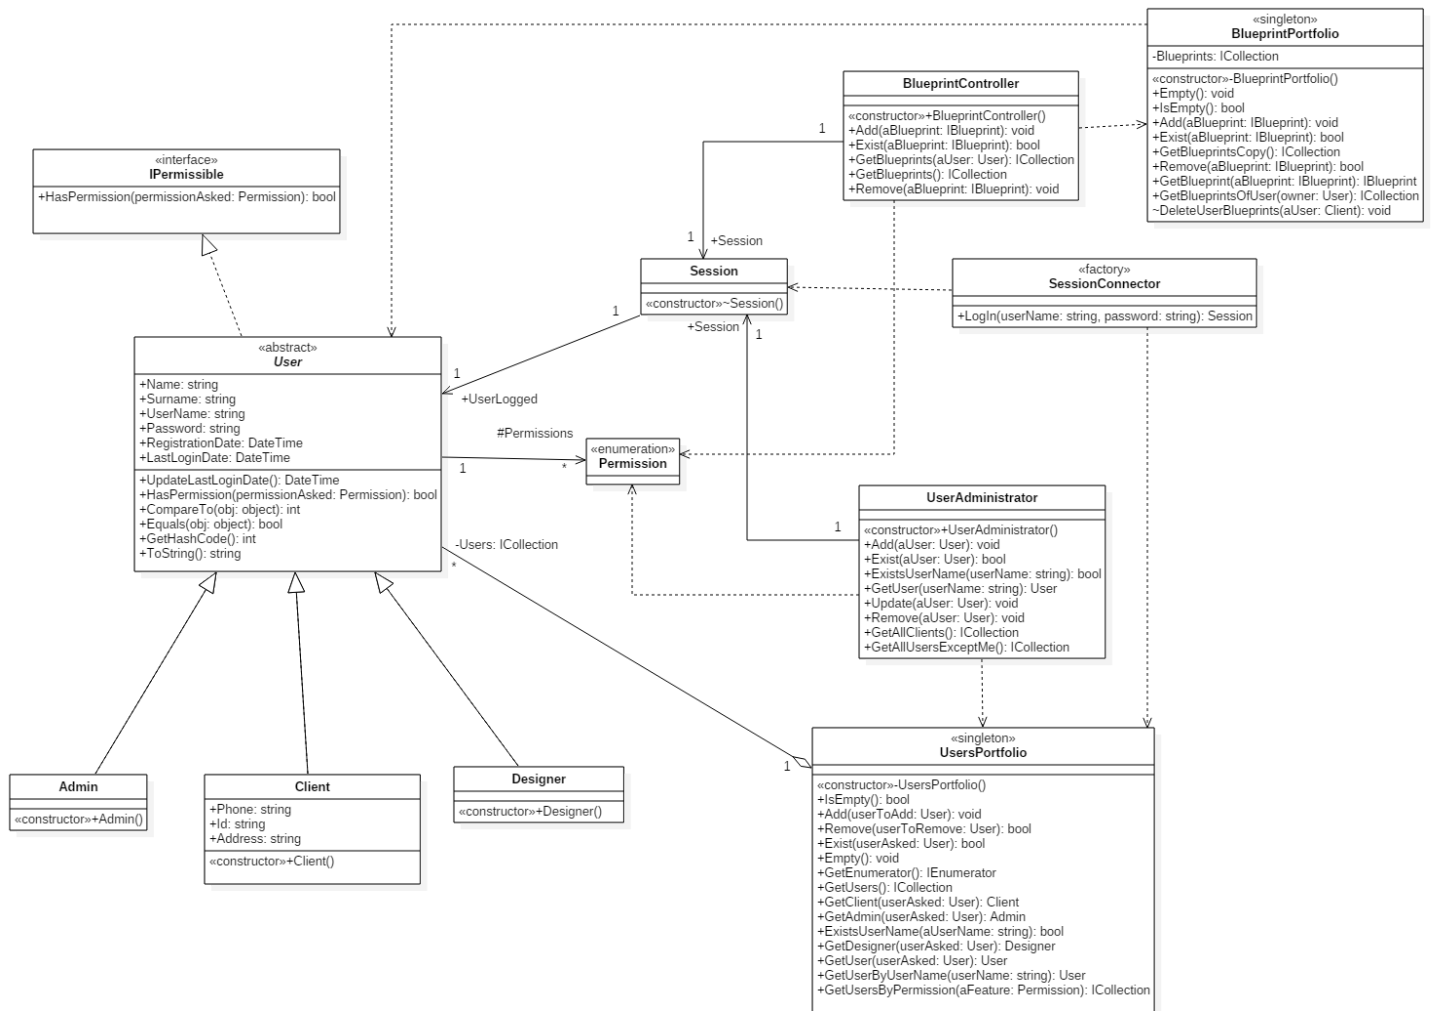 «singleton»
BlueprintPortfolio
-Blueprints: ICollection
«constructor»-BlueprintPortfolio()
+Empty(): void
+IsEmpty(): bool
+Add(aBlueprint: IBlueprint): void
+Exist(aBlueprint: IBlueprint): bool
+GetBlueprintsCopy(): ICollection
+Remove(aBlueprint: IBlueprint): bool
+GetBlueprint(aBlueprint: IBlueprint): IBlueprint
+GetBlueprintsOfUser(owner: User): ICollection
~DeleteUserBlueprints(aUser: Client): void
BlueprintController
«constructor»+BlueprintController()
+Add(aBlueprint: IBlueprint): void
+Exist(aBlueprint: IBlueprint): bool
+GetBlueprints(aUser: User): ICollection
+GetBlueprints(): ICollection
+Remove(aBlueprint: IBlueprint): void
1
1
+Session
«interface»
IPermissible
+HasPermission(permissionAsked: Permission): bool
Session
«constructor»~Session()
«factory»
SessionConnector
+LogIn(userName: string, password: string): Session
1
+Session
1
1
+UserLogged
«abstract»
User
+Name: string
+Surname: string
+UserName: string
+Password: string
+RegistrationDate: DateTime
+LastLoginDate: DateTime
+UpdateLastLoginDate(): DateTime
+HasPermission(permissionAsked: Permission): bool
+CompareTo(obj: object): int
+Equals(obj: object): bool
+GetHashCode(): int
+ToString(): string
#Permissions
1
*
«enumeration»
Permission
-Users: ICollection
*
1
UserAdministrator
«constructor»+UserAdministrator()
+Add(aUser: User): void
+Exist(aUser: User): bool
+ExistsUserName(userName: string): bool
+GetUser(userName: string): User
+Update(aUser: User): void
+Remove(aUser: User): void
+GetAllClients(): ICollection
+GetAllUsersExceptMe(): ICollection
Admin
«constructor»+Admin()
Client
+Phone: string
+Id: string
+Address: string
«constructor»+Client()
Designer
«constructor»+Designer()
1
«singleton»
UsersPortfolio
«constructor»-UsersPortfolio()
+IsEmpty(): bool
+Add(userToAdd: User): void
+Remove(userToRemove: User): bool
+Exist(userAsked: User): bool
+Empty(): void
+GetEnumerator(): IEnumerator
+GetUsers(): ICollection
+GetClient(userAsked: User): Client
+GetAdmin(userAsked: User): Admin
+ExistsUserName(aUserName: string): bool
+GetDesigner(userAsked: User): Designer
+GetUser(userAsked: User): User
+GetUserByUserName(userName: string): User
+GetUsersByPermission(aFeature: Permission): ICollection